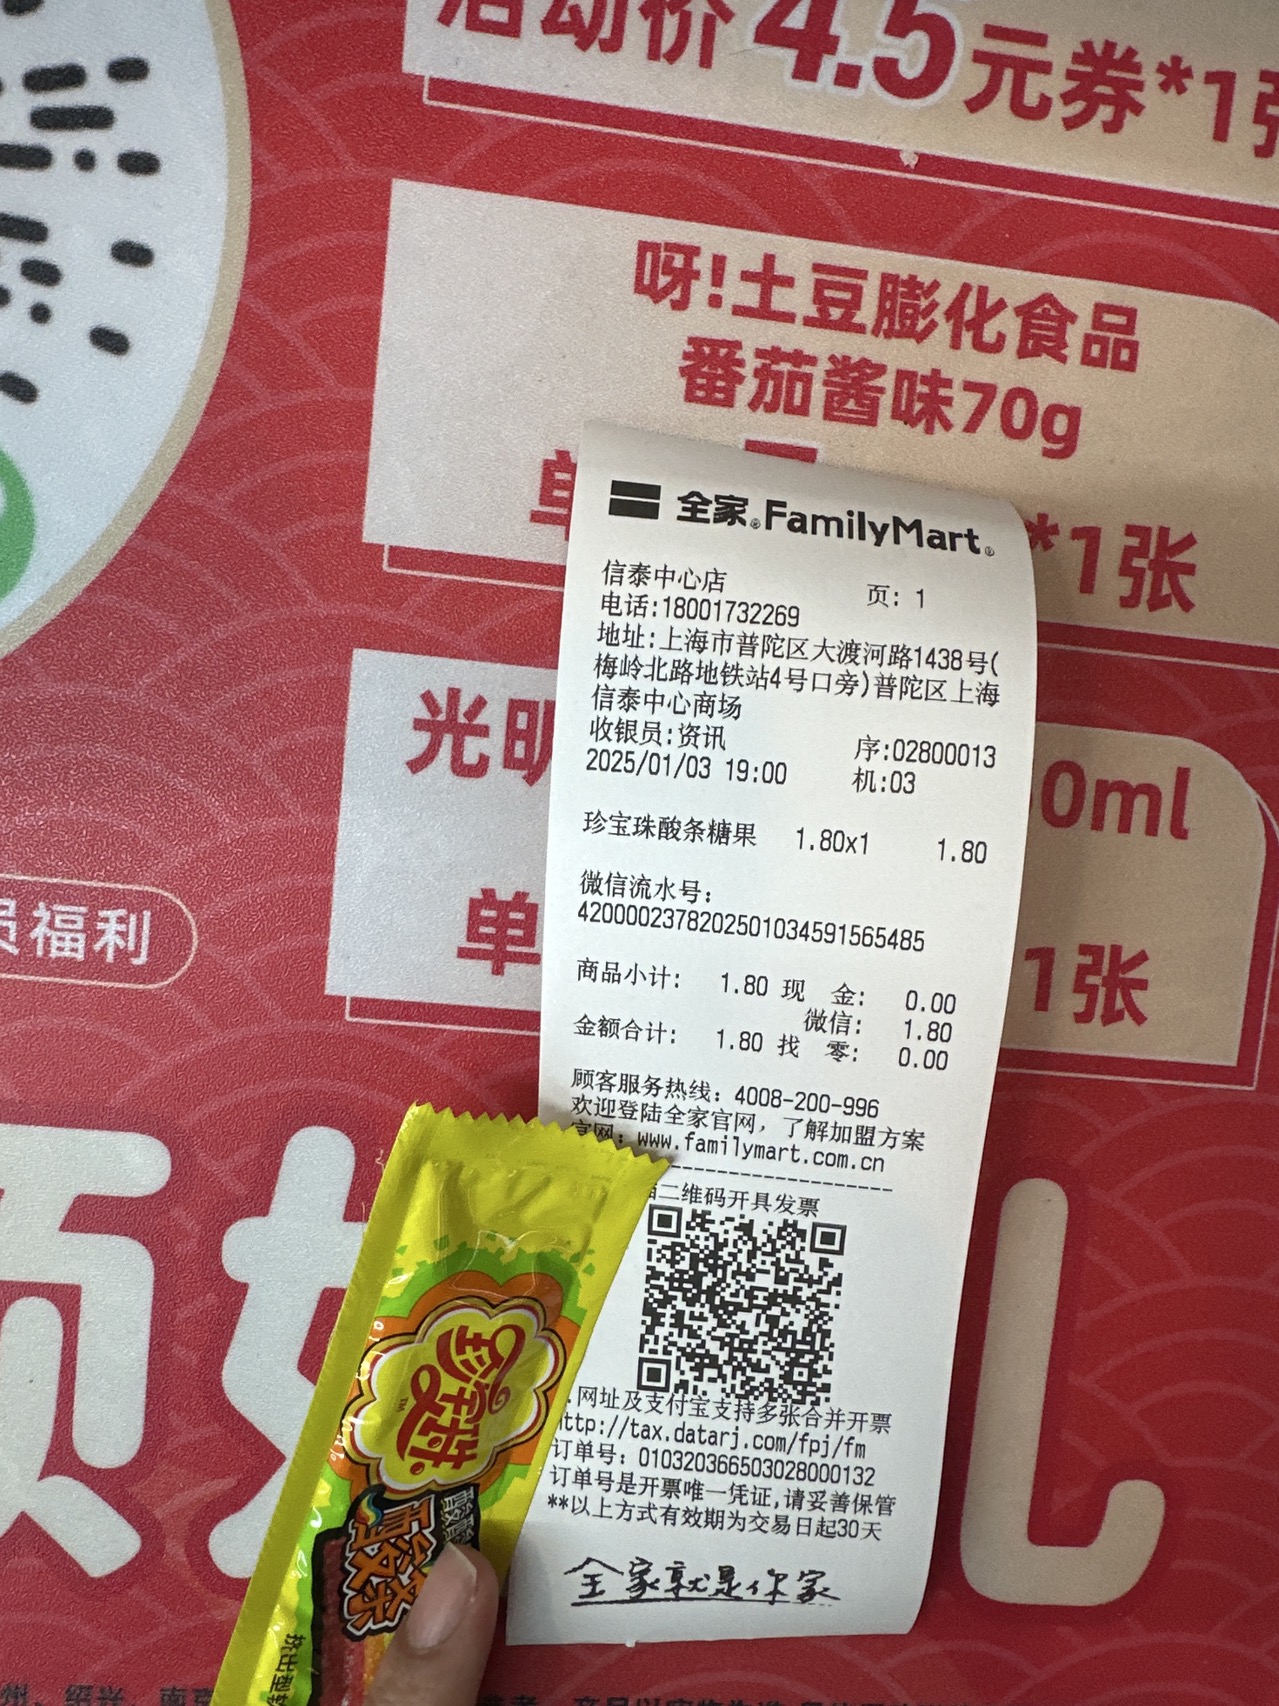 活动价4.5元券*1张
呀!土豆膨化食品
番茄酱味70g
单
*1张
光明
0ml
单
1张
员福利
全家 FamilyMart
信泰中心店 页: 1
电话:18001732269
地址:上海市普陀区大渡河路1438号(
梅岭北路地铁站4号口旁)普陀区上海
信泰中心商场
收银员:资讯 序:02800013
2025/01/03 19:00 机:03
珍宝珠酸条糖果 1.80x1 1.80
微信流水号:
4200002378202501034591565485
商品小计: 1.80 现 金: 0.00
微信: 1.80
金额合计: 1.80 找 零: 0.00
顾客服务热线: 4008-200-996
欢迎登陆全家官网，了解加盟方案
官网: www.familymart.com.cn
二维码开具发票
.网址及支付宝支持多张合并开票
http://tax.datarj.com/fpj/fm
订单号: 010320366503028000132
订单号是开票唯一凭证,请妥善保管
**以上方式有效期为交易日起30天
全家就是你家
珍宝珠
TM
酸条